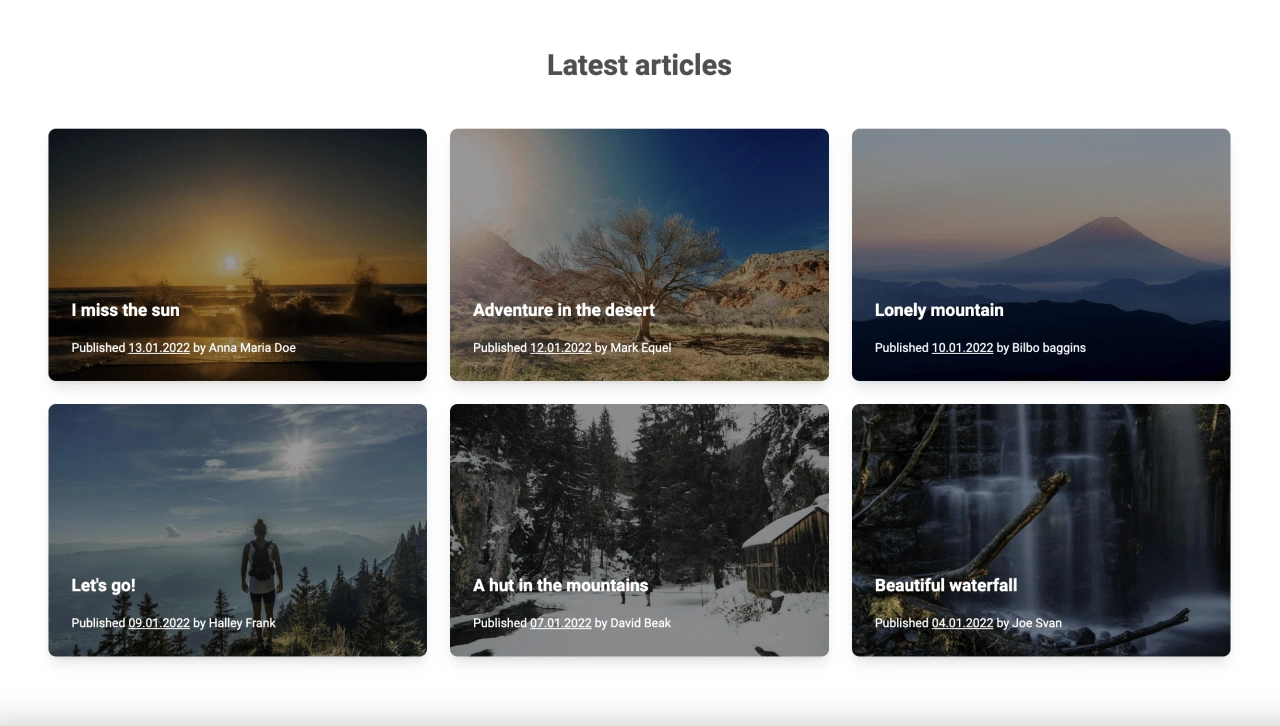 Latest articles
I miss the sun
Published 13.01.2022 by Anna Maria Doe
Adventure in the desert
Published 12.01.2022 by Mark Equel
Lonely mountain
Published 10.01.2022 by Bilbo baggins
Let's go!
Published 09.01.2022 by Halley Frank
A hut in the mountains
Published 07.01.2022 by David Beak
Beautiful waterfall
Published 04.01.2022 by Joe Svan